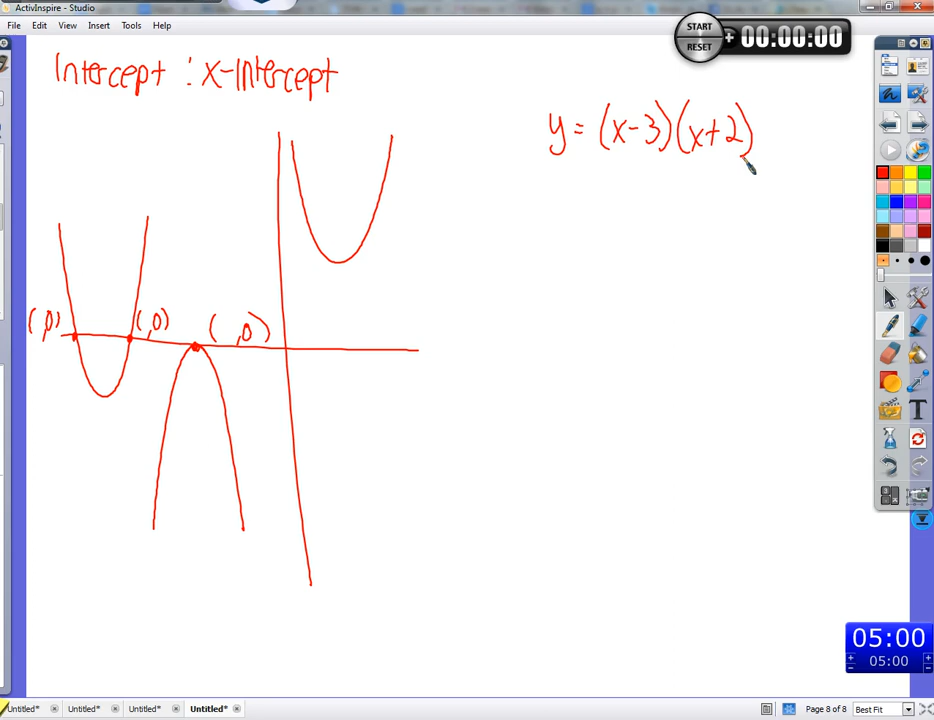 ActivInspire - Studio
File Edit View Insert Tools Help
START
RESET
00:00:00
Intercept : x-intercept
y = (x-3)(x+2)
( ,0) ( ,0) ( ,0)
05:00
05:00
Untitled* Untitled* Untitled* Untitled*
Page 8 of 8 Best Fit